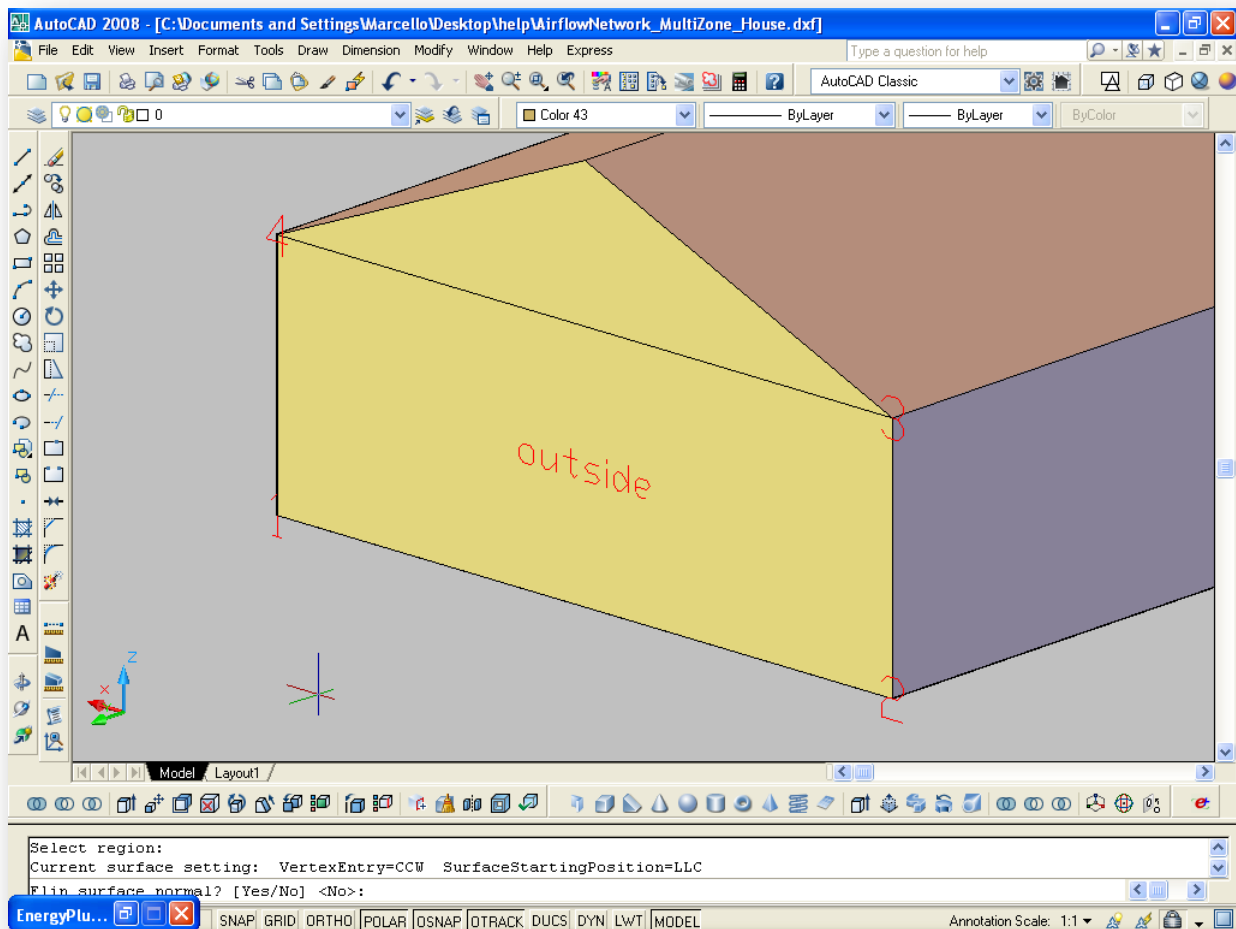 AutoCAD 2008 - [C:\Documents and Settings\Marcello\Desktop\help\AirflowNetwork_MultiZone_House.dxf]
File Edit View Insert Format Tools Draw Dimension Modify Window Help Express Type a question for help
AutoCAD Classic
0 Color 43 ByLayer ByLayer ByColor
4
3
outside
1
2
Z
X
Model Layout1
Select region:
Current surface setting: VertexEntry=CCW SurfaceStartingPosition=LLC
Flip surface normal? [Yes/No] <No>:
EnergyPlu... SNAP GRID ORTHO POLAR OSNAP OTRACK DUCS DYN LWT MODEL Annotation Scale: 1:1